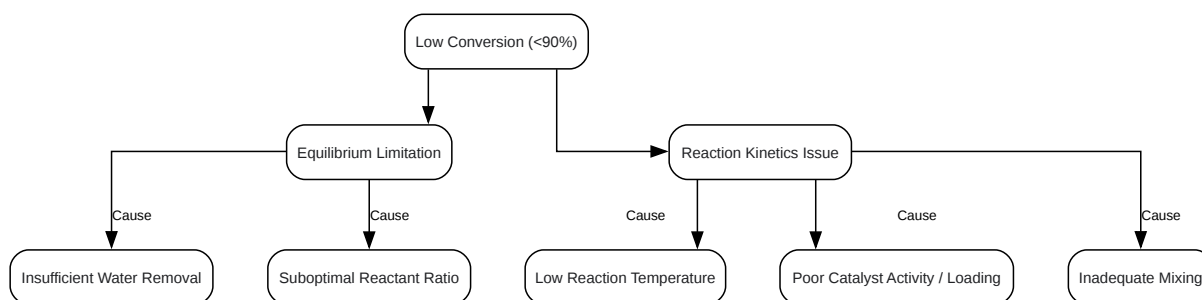 Low Conversion (<90%)
Equilibrium Limitation
Reaction Kinetics Issue
Cause
Cause
Cause
Cause
Cause
Insufficient Water Removal
Suboptimal Reactant Ratio
Low Reaction Temperature
Poor Catalyst Activity / Loading
Inadequate Mixing